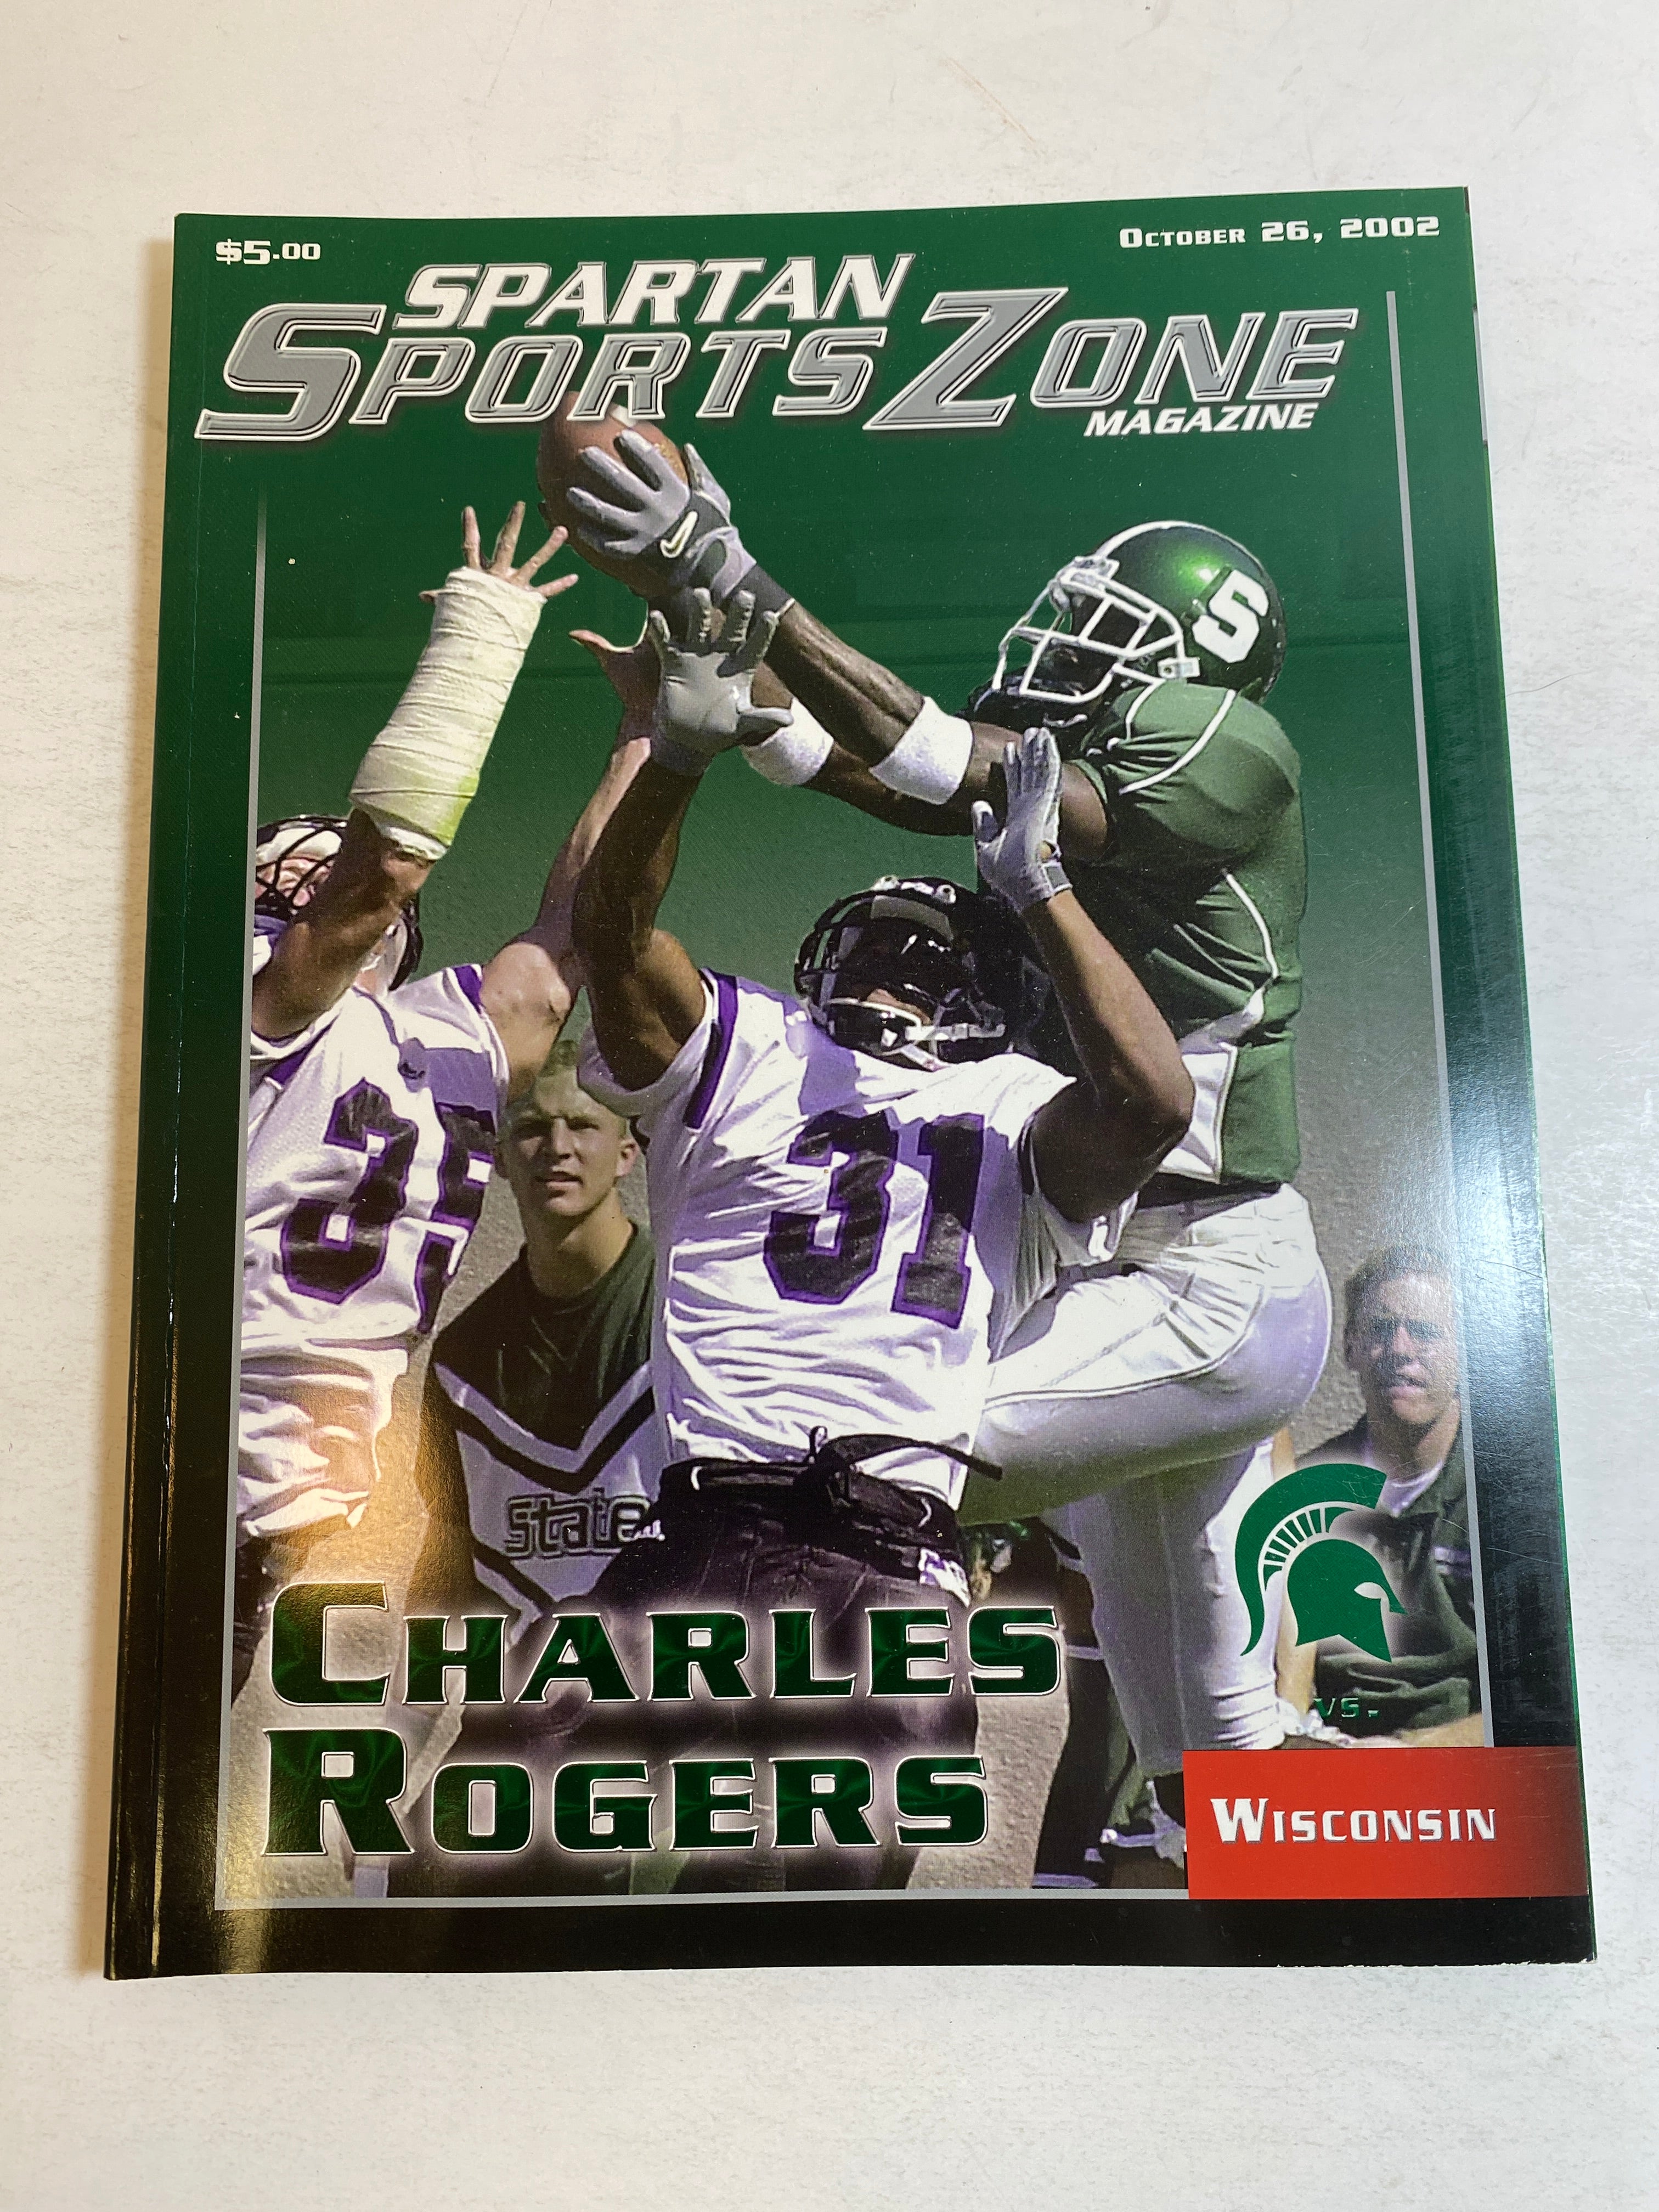 $5.00
October 26, 2002
SPARTAN
SPORTS ZONE
MAGAZINE
S
35
31
State
CHARLES
ROGERS
VS.
WISCONSIN